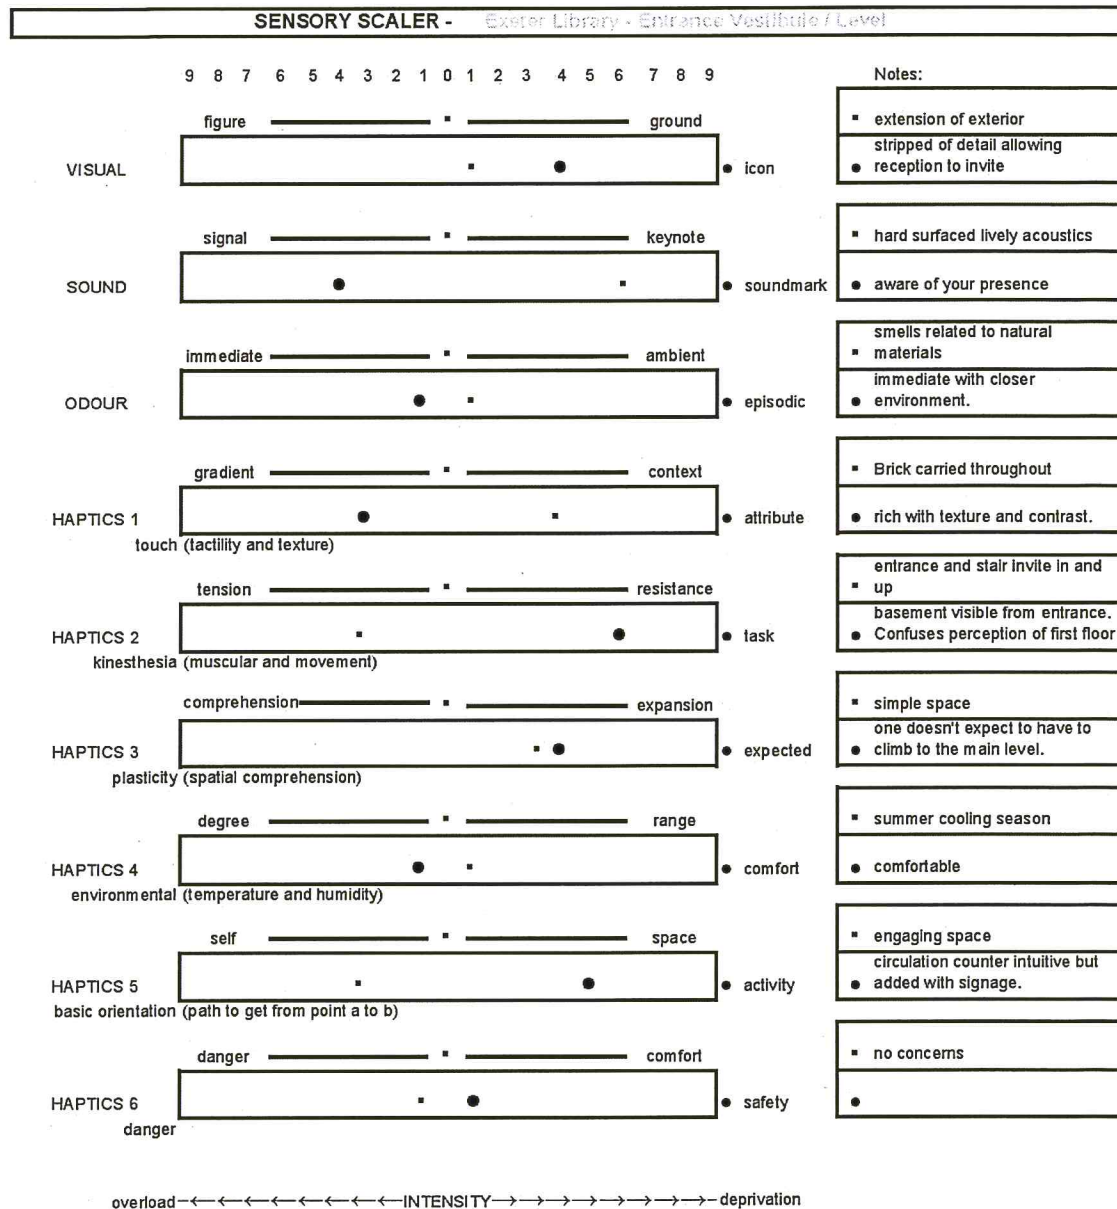 SENSORY SCALER - Exeter Library - Entrance Vestibule / Level
9 8 7 6 5 4 3 2 1 0 1 2 3 4 5 6 7 8 9
Notes:
figure ground
extension of exterior
VISUAL
icon
stripped of detail allowing
reception to invite
signal keynote
hard surfaced lively acoustics
SOUND
soundmark
aware of your presence
immediate ambient
smells related to natural
materials
ODOUR
episodic
immediate with closer
environment.
gradient context
Brick carried throughout
HAPTICS 1
attribute
rich with texture and contrast.
touch (tactility and texture)
tension resistance
entrance and stair invite in and
up
HAPTICS 2
task
basement visible from entrance.
Confuses perception of first floor
kinesthesia (muscular and movement)
comprehension expansion
simple space
HAPTICS 3
expected
one doesn't expect to have to
climb to the main level.
plasticity (spatial comprehension)
degree range
summer cooling season
HAPTICS 4
comfort
comfortable
environmental (temperature and humidity)
self space
engaging space
HAPTICS 5
activity
circulation counter intuitive but
added with signage.
basic orientation (path to get from point a to b)
danger comfort
no concerns
HAPTICS 6
safety
danger
overload INTENSITY deprivation